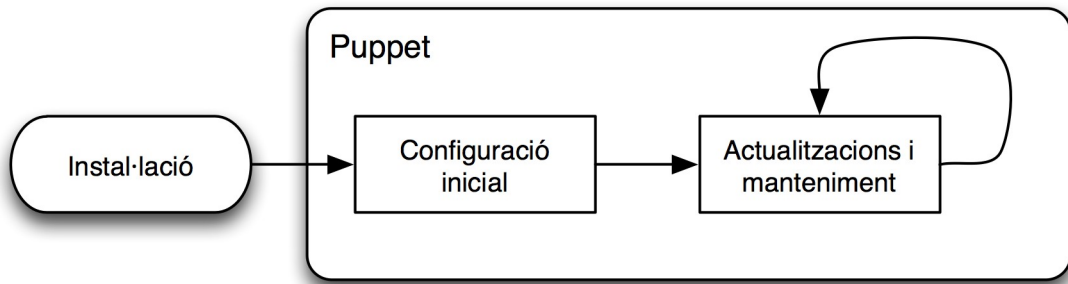 Puppet
Instal·lació
Configuració
inicial
Actualitzacions i
manteniment